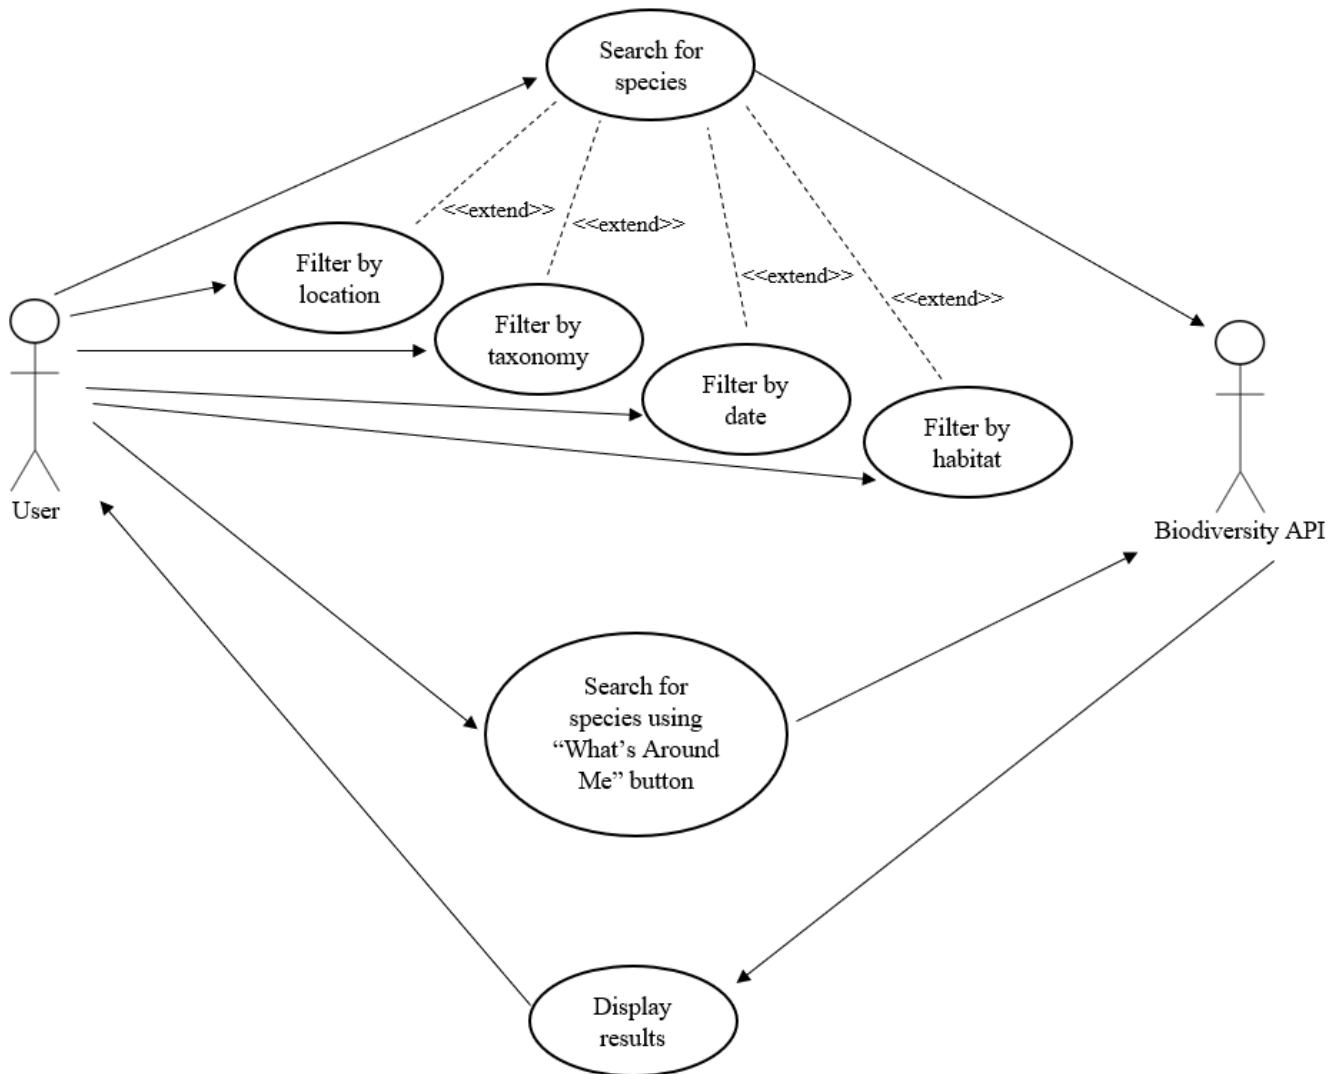 Search for
species
<<extend>>
<<extend>>
Filter by
location
<<extend>>
<<extend>>
Filter by
taxonomy
Filter by
date
Filter by
habitat
User
Biodiversity API
Search for
species using
“What’s Around
Me” button
Display
results